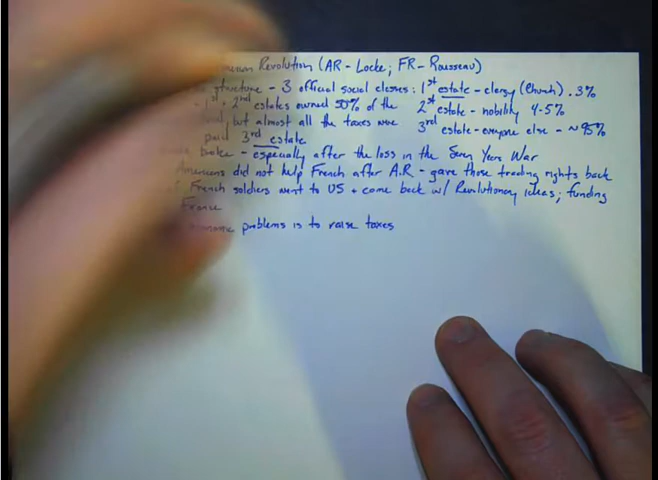 Revolution (AR - Locke; FR - Rousseau)
structure - 3 official social classes: 1st estate - clergy (Church) .3%
1st + 2nd estates owned 50% of the 2nd estate - nobility 4-5%
but almost all the taxes were 3rd estate - everyone else - ~95%
paid 3rd estate
broke - especially after the loss in the Seven Years War
Americans did not help French after A.R. - gave those trading rights back
French soldiers went to US + come back w/ Revolutionary ideas; funding
France
problems is to raise taxes